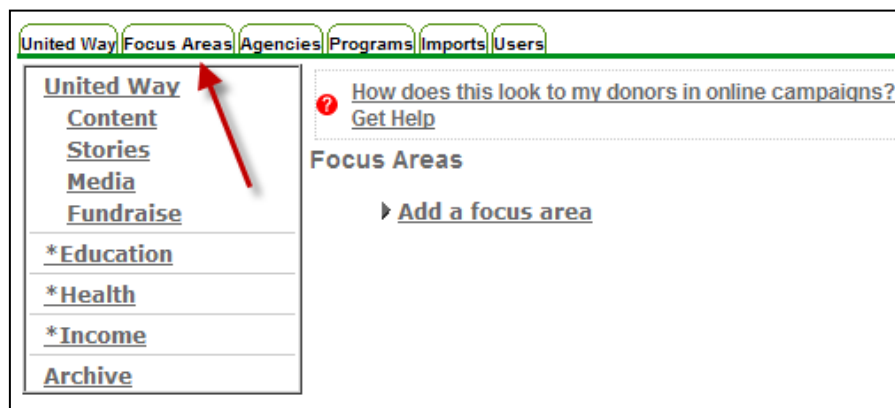 United Way Focus Areas Agencies Programs Imports Users
United Way
Content
Stories
Media
Fundraise
*Education
*Health
*Income
Archive
? How does this look to my donors in online campaigns?
Get Help
Focus Areas
Add a focus area